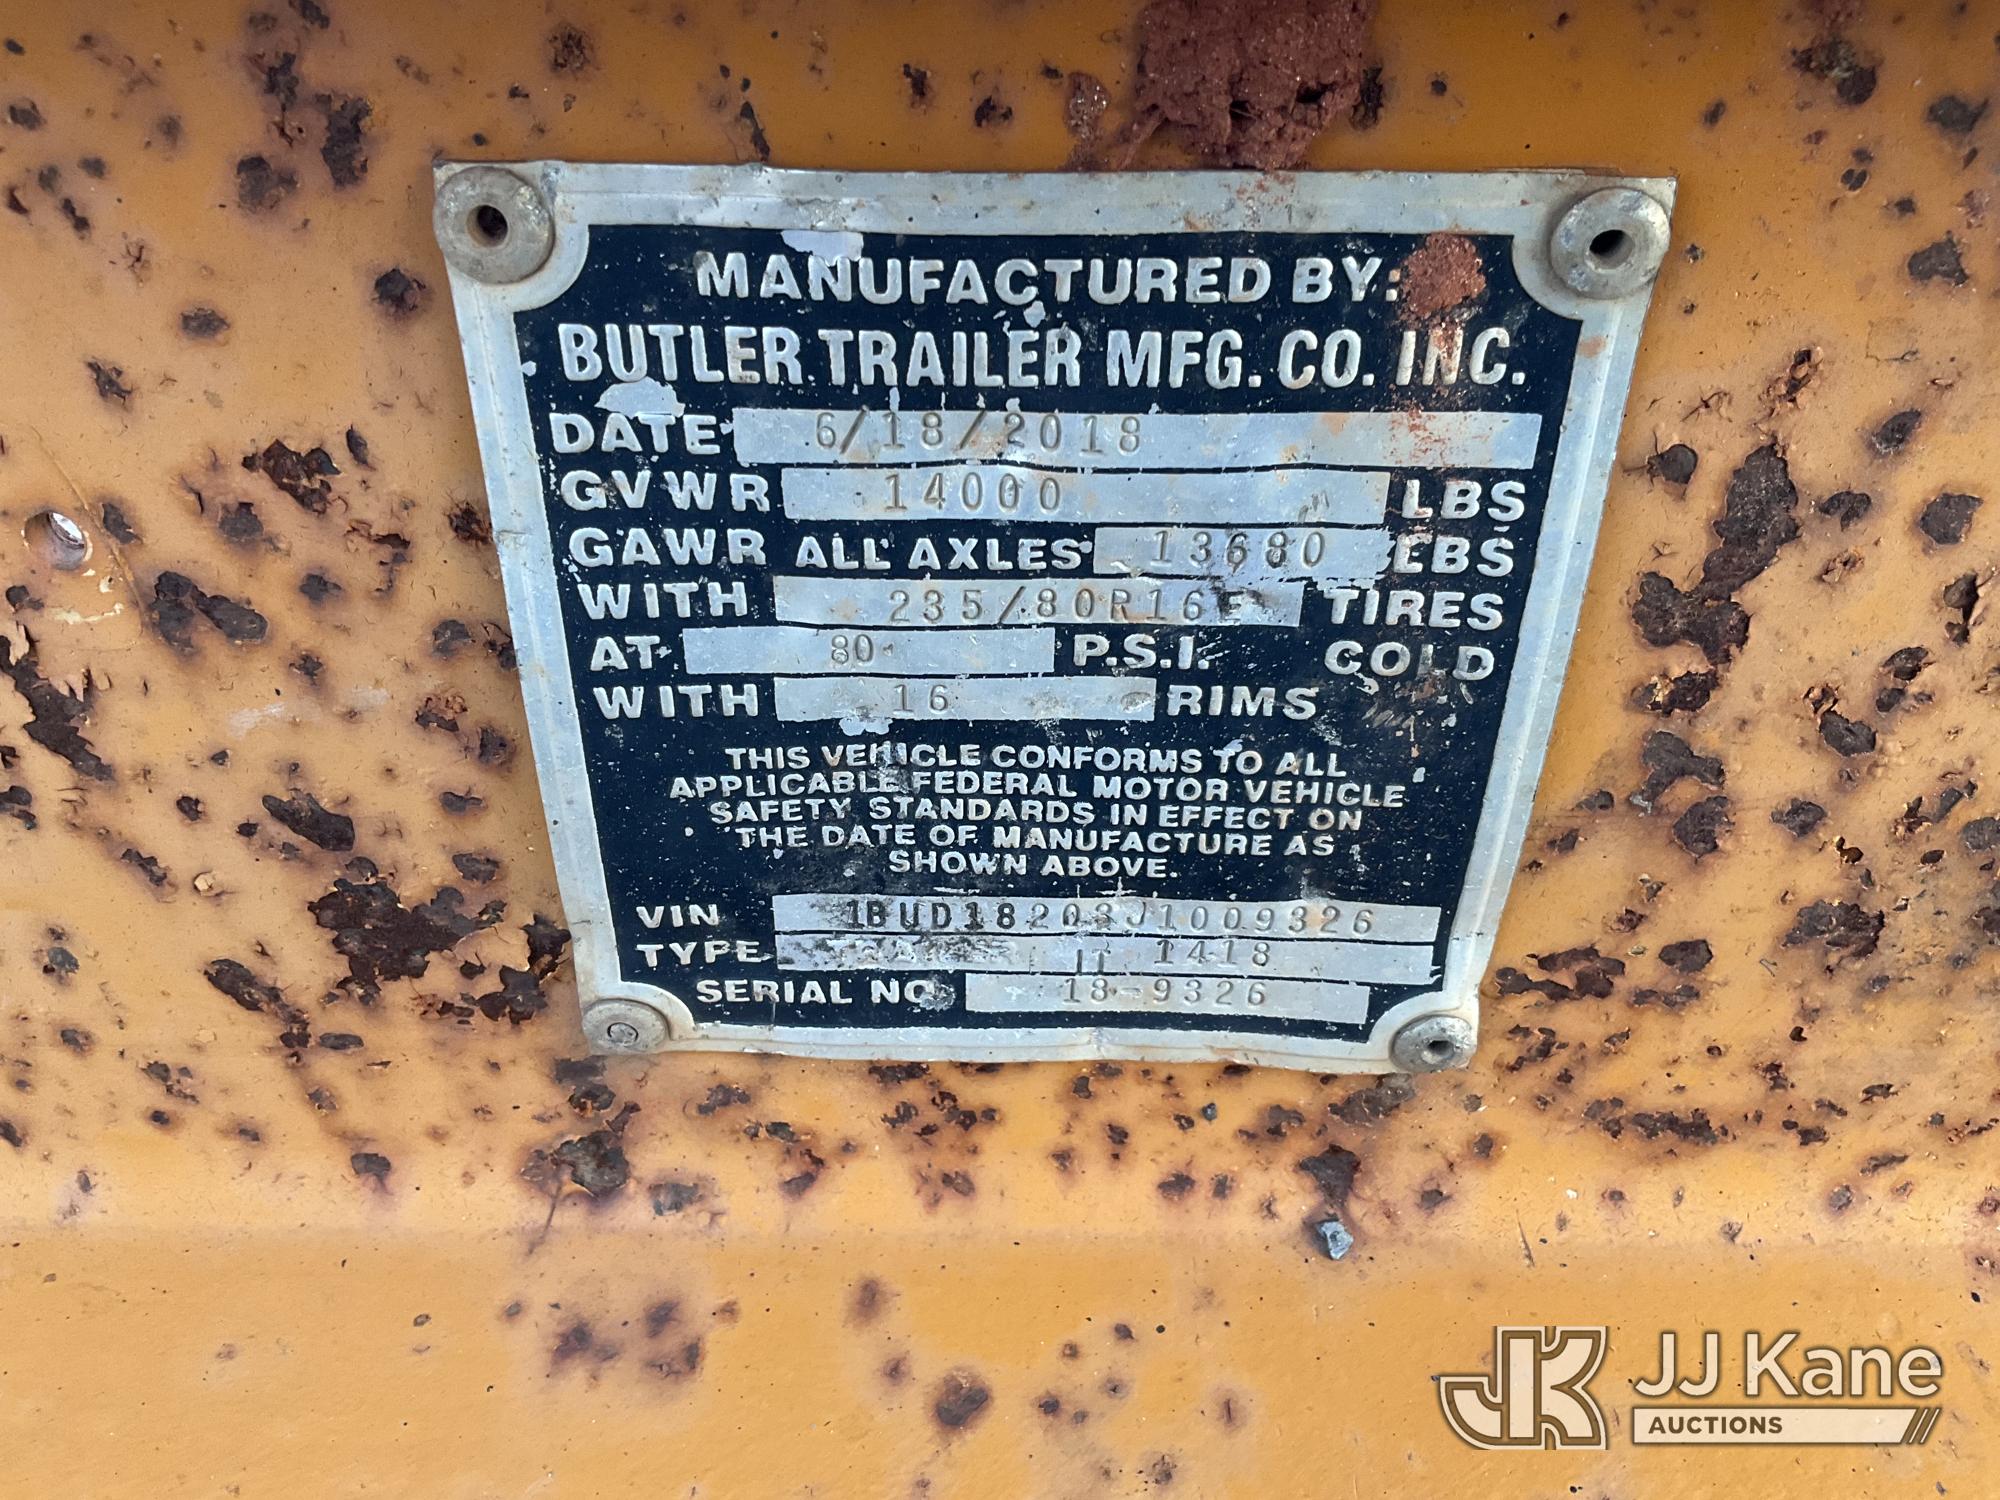 MANUFACTURED BY:
BUTLER TRAILER MFG. CO. INC.
DATE 6/18/2018
GVWR 14000 LBS
GAWR ALL AXLES 13680 LBS
WITH 235/80R16E TIRES
AT 80 P.S.I. COLD
WITH 16 RIMS
THIS VEHICLE CONFORMS TO ALL
APPLICABLE FEDERAL MOTOR VEHICLE
SAFETY STANDARDS IN EFFECT ON
THE DATE OF MANUFACTURE AS
SHOWN ABOVE.
VIN 1BUD18203J1009326
TYPE 1418
SERIAL NO. 18-9326
JK JJ Kane
AUCTIONS